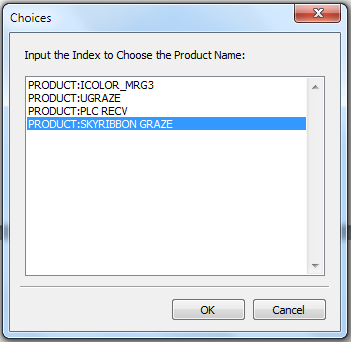 Choices
Input the Index to Choose the Product Name:
PRODUCT:ICOLOR_MRG3
PRODUCT:UGRAZE
PRODUCT:PLC RECV
PRODUCT:SKYRIBBON GRAZE
OK
Cancel